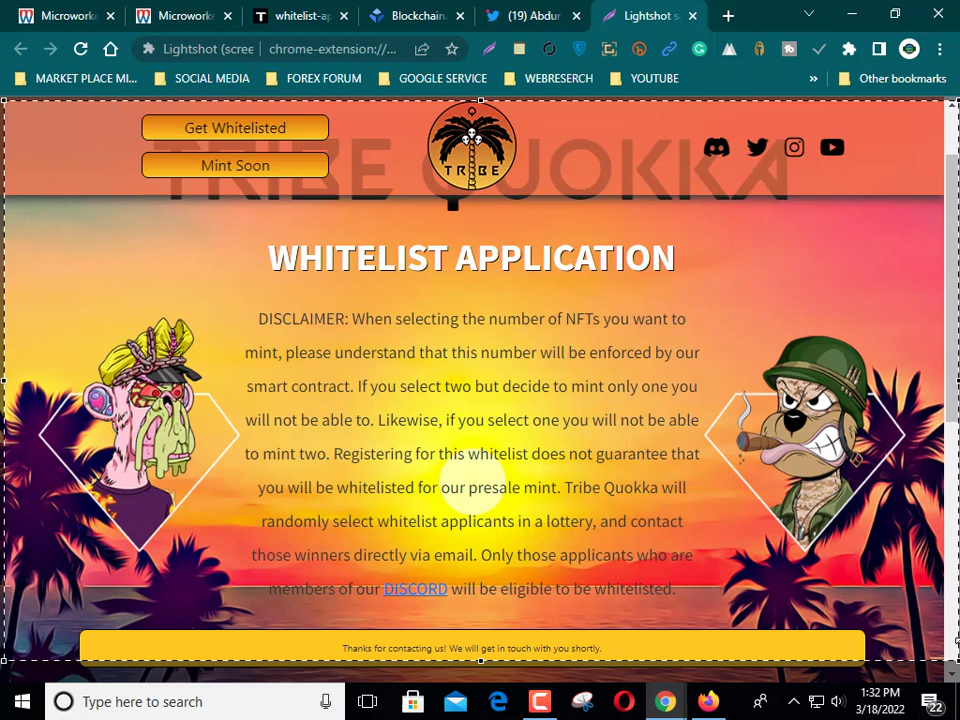 Microworke
Microworke
whitelist-ap
Blockchain.
(19) Abdur
Lightshot s
Lightshot (scree
chrome-extension://...
MARKET PLACE MI...
SOCIAL MEDIA
FOREX FORUM
GOOGLE SERVICE
WEBRESERCH
YOUTUBE
»
Other bookmarks
Get Whitelisted
Mint Soon
TRIBE QUOKKA
TRIBE
WHITELIST APPLICATION
DISCLAIMER: When selecting the number of NFTs you want to
mint, please understand that this number will be enforced by our
smart contract. If you select two but decide to mint only one you
will not be able to. Likewise, if you select one you will not be able
to mint two. Registering for this whitelist does not guarantee that
you will be whitelisted for our presale mint. Tribe Quokka will
randomly select whitelist applicants in a lottery, and contact
those winners directly via email. Only those applicants who are
members of our DISCORD will be eligible to be whitelisted.
Thanks for contacting us! We will get in touch with you shortly.
Type here to search
1:32 PM
3/18/2022
22